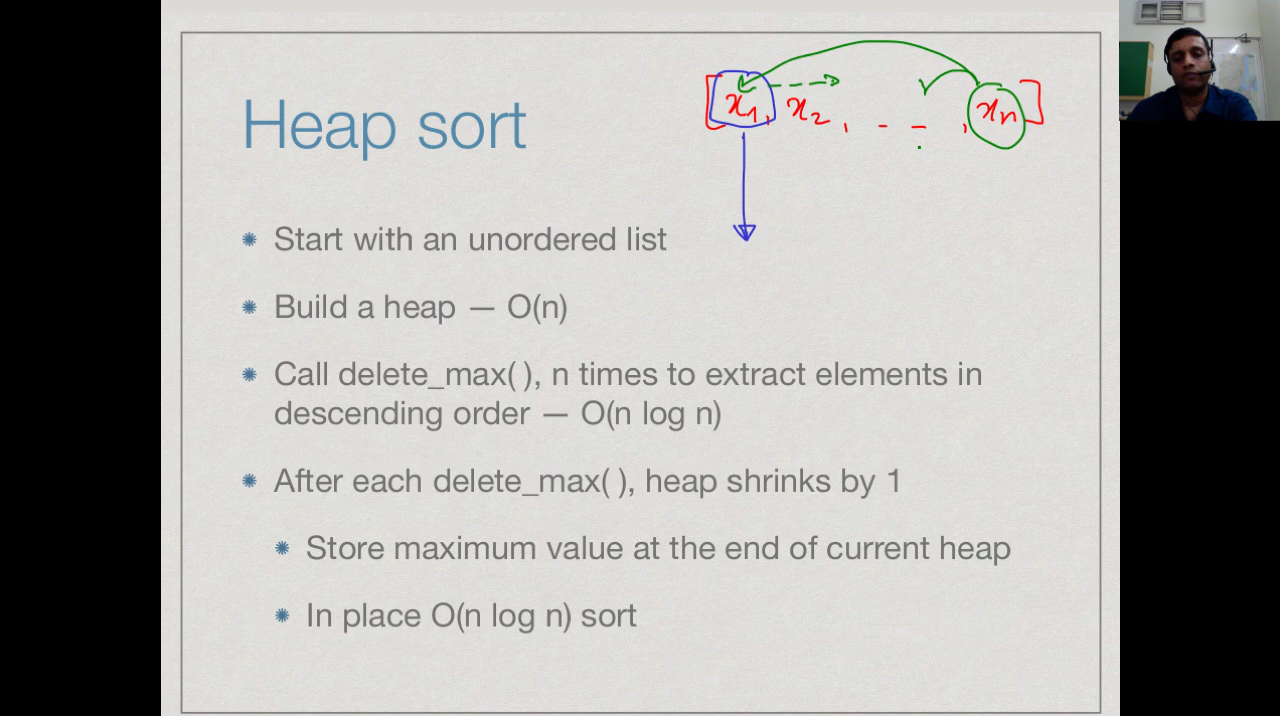 [x1, x2, - - , xn]
Heap sort
Start with an unordered list
Build a heap — O(n)
Call delete_max( ), n times to extract elements in
descending order — O(n log n)
After each delete_max( ), heap shrinks by 1
Store maximum value at the end of current heap
In place O(n log n) sort